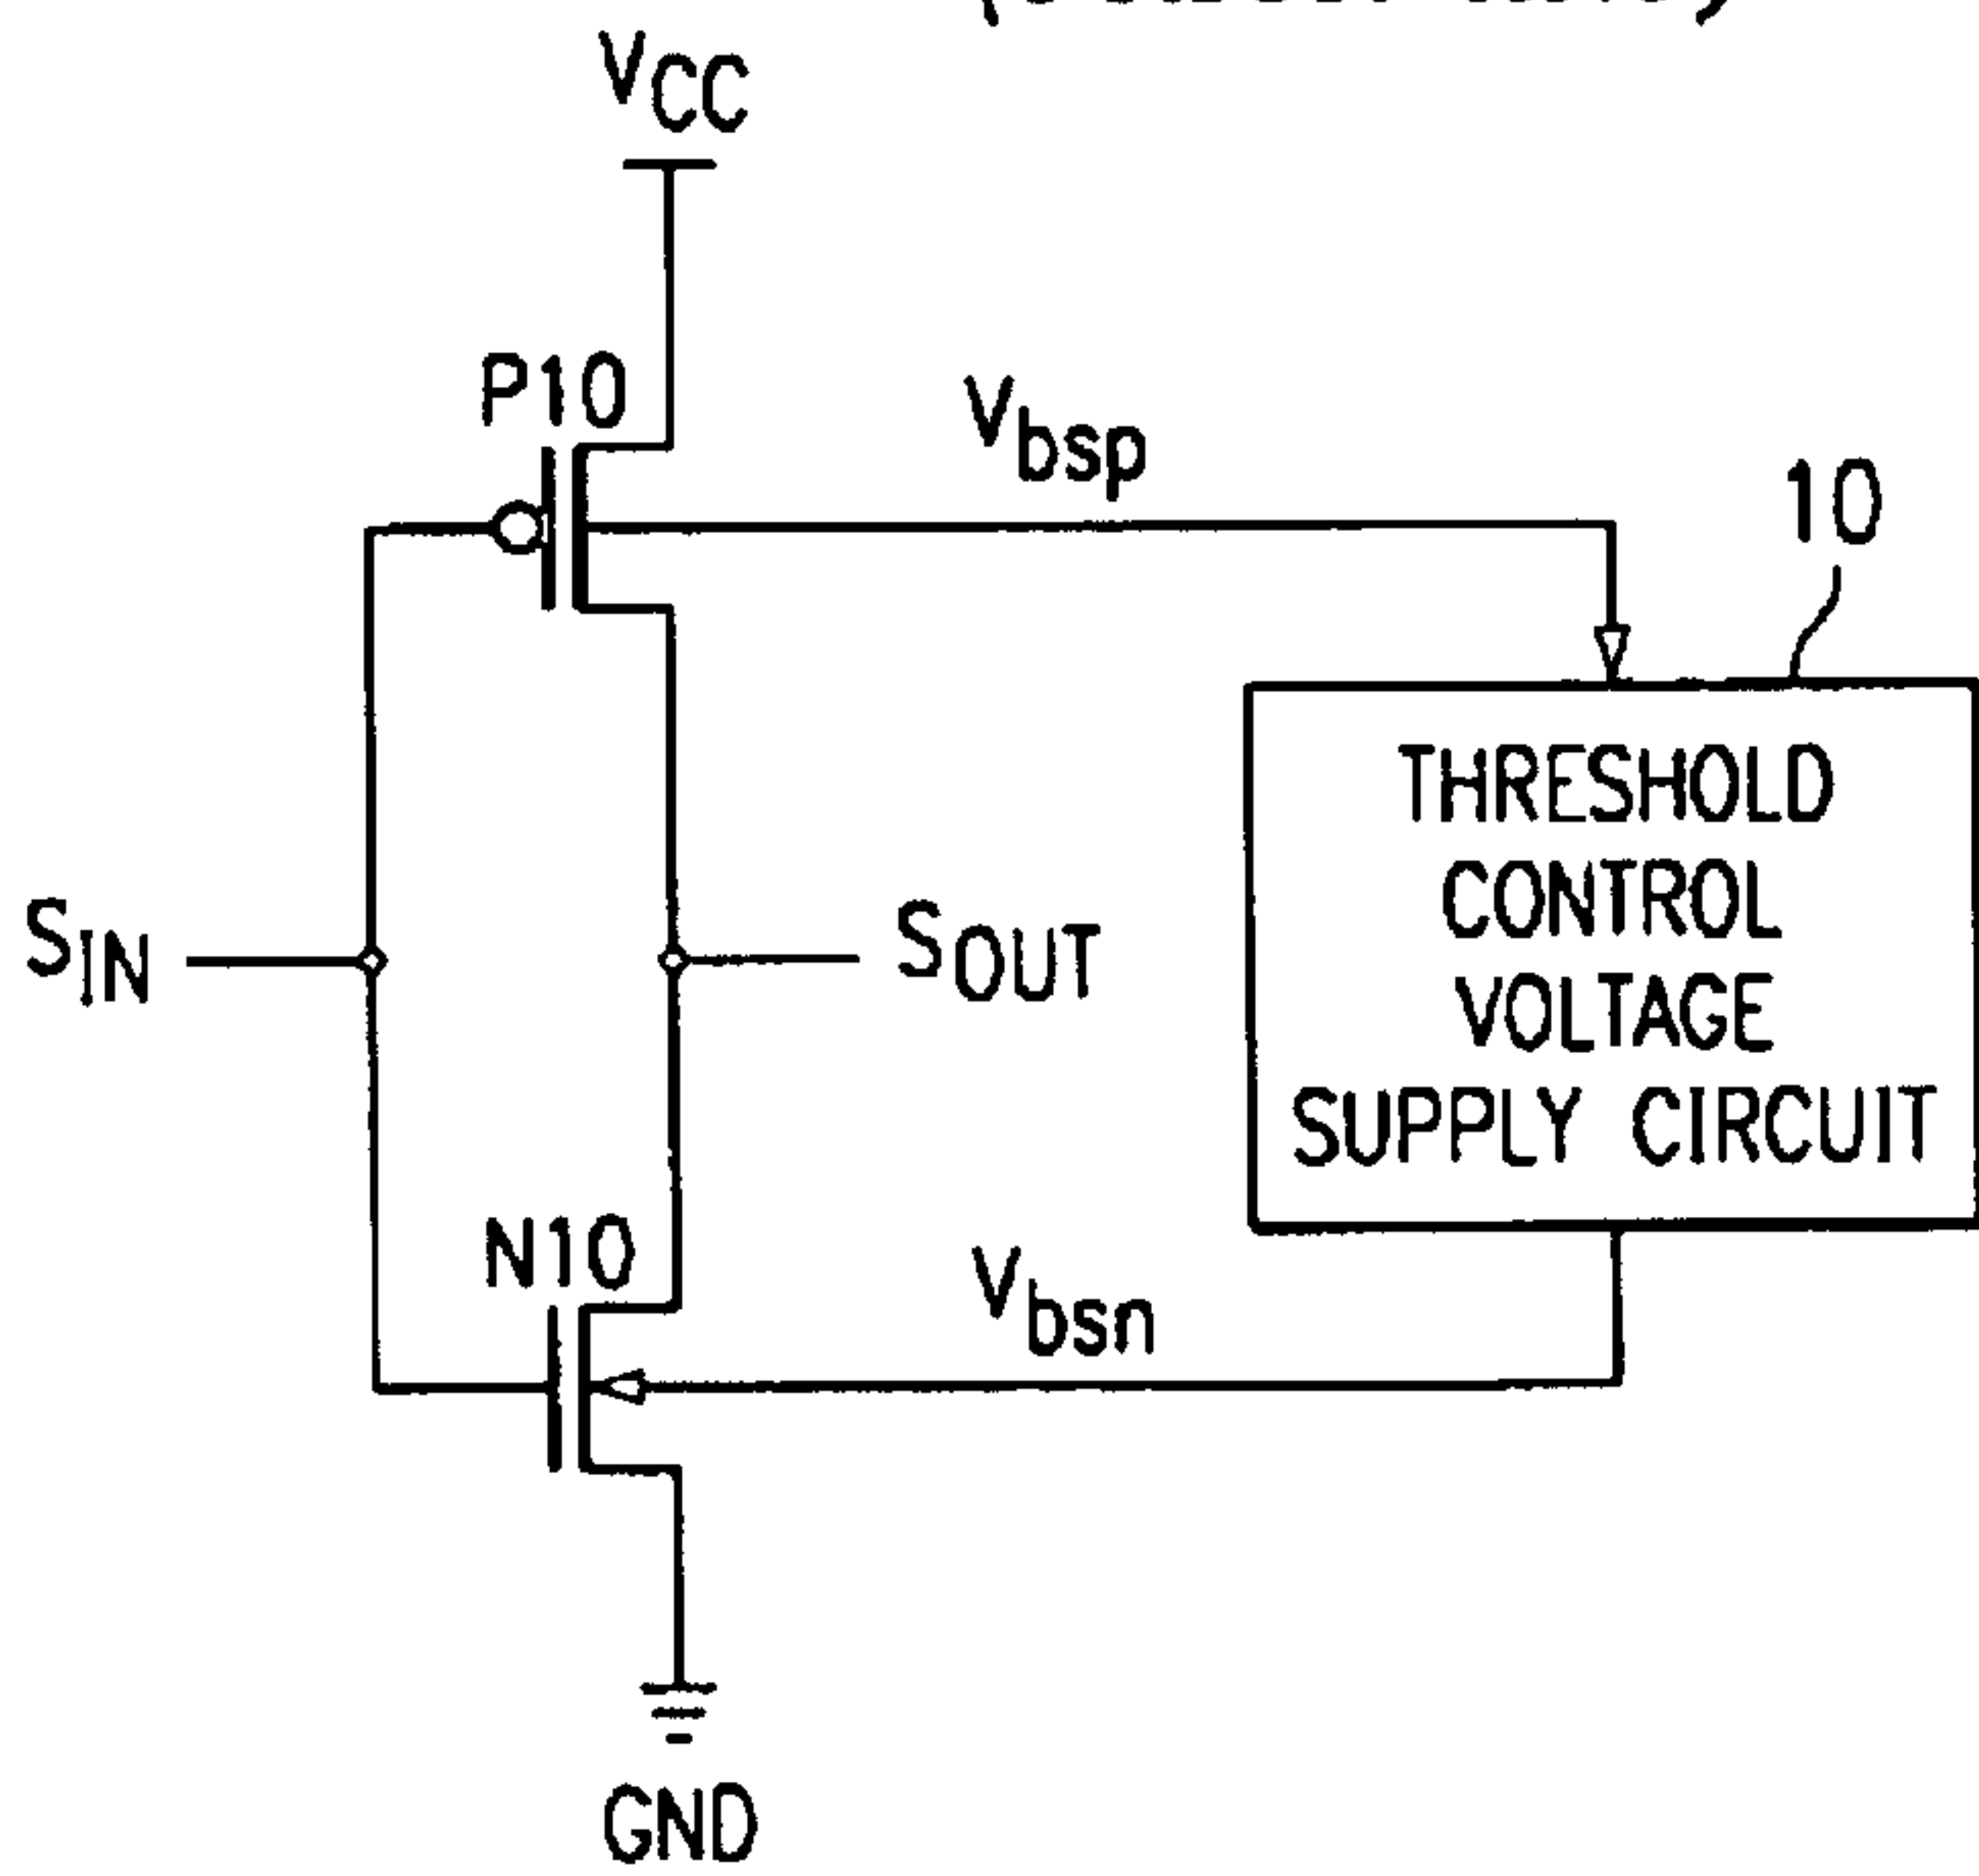 VCC
P10
Vbsp
10
THRESHOLD
CONTROL
VOLTAGE
SUPPLY CIRCUIT
SIN
SOUT
N10
Vbsn
GND